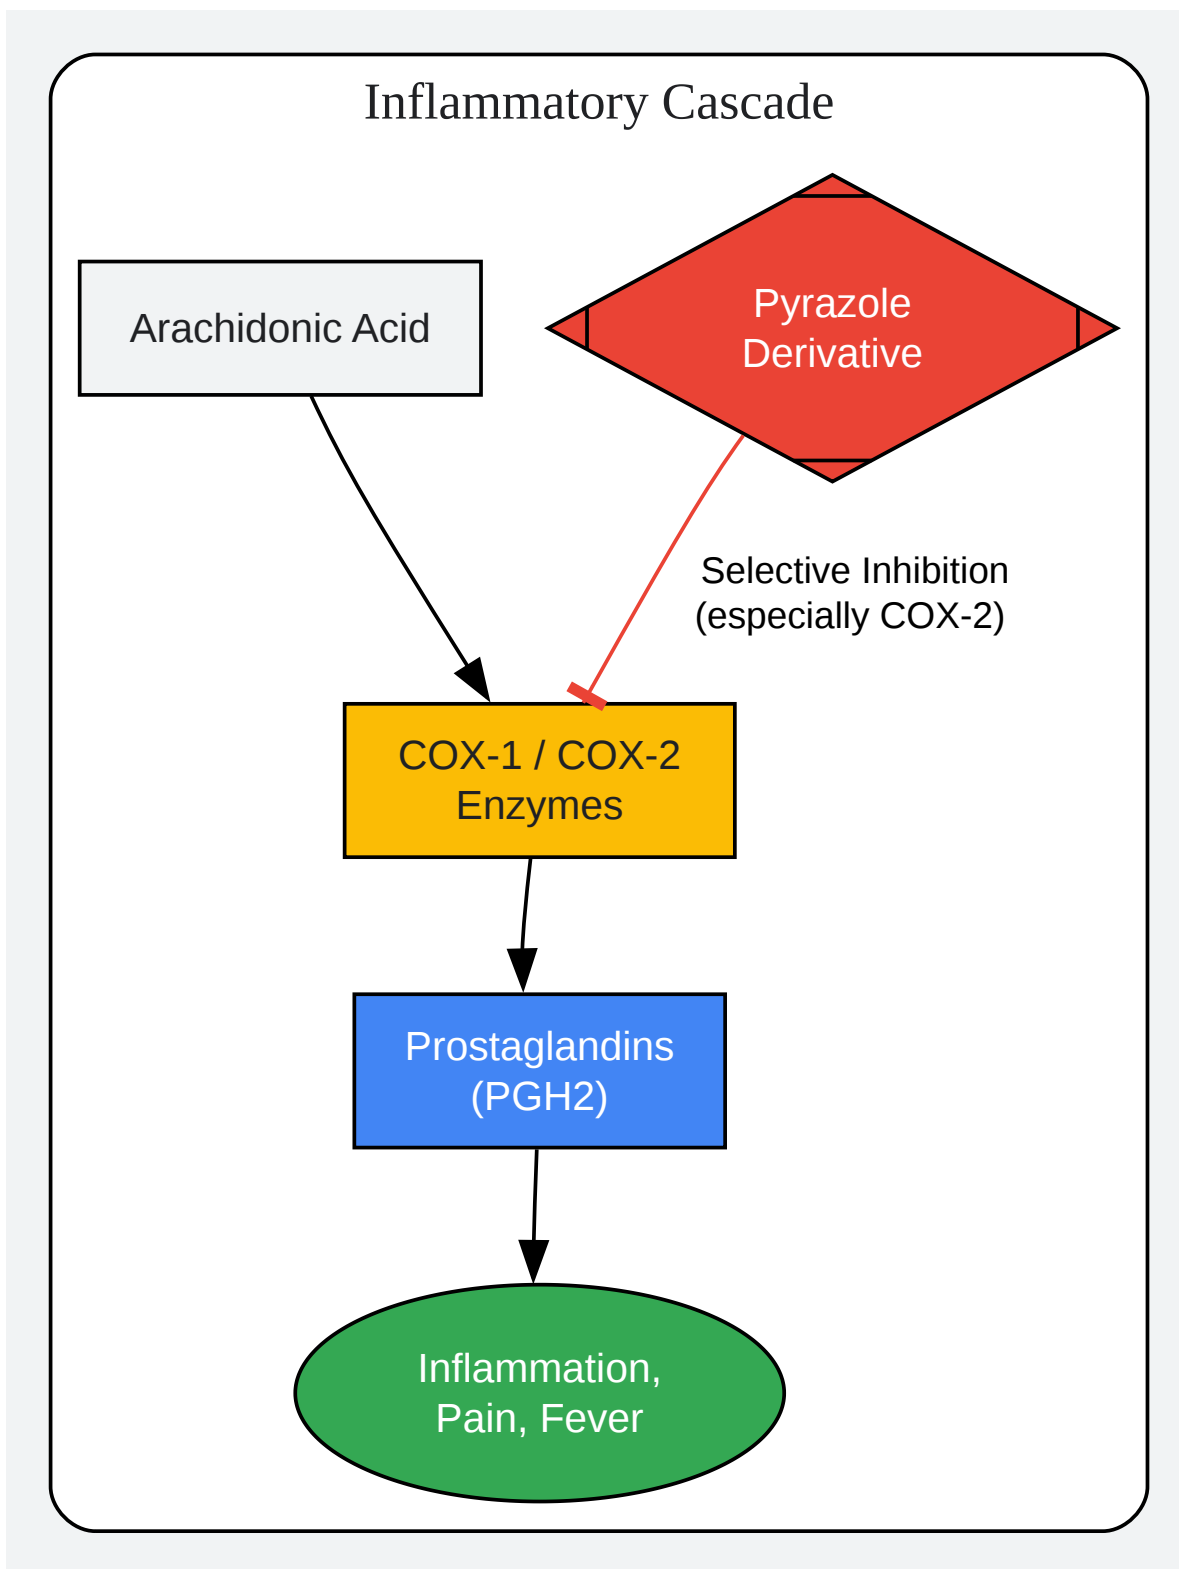 Inflammatory Cascade
Arachidonic Acid
Pyrazole
Derivative
Selective Inhibition
(especially COX-2)
COX-1 / COX-2
Enzymes
Prostaglandins
(PGH2)
Inflammation,
Pain, Fever